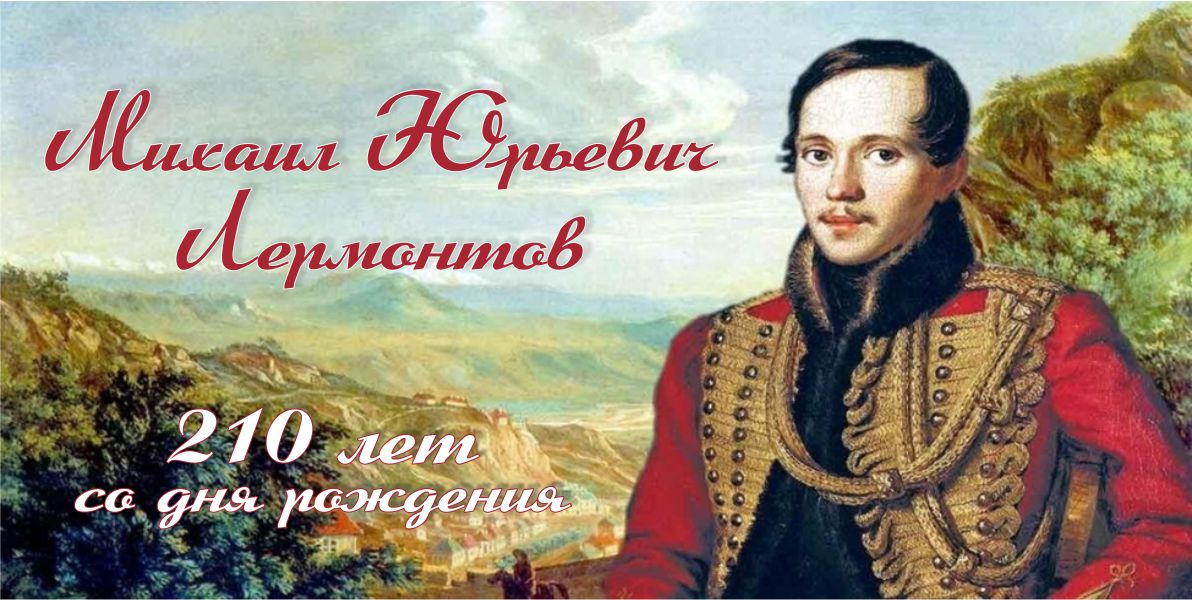 Михаил Юрьевич
Лермонтов
210 лет
со дня рождения